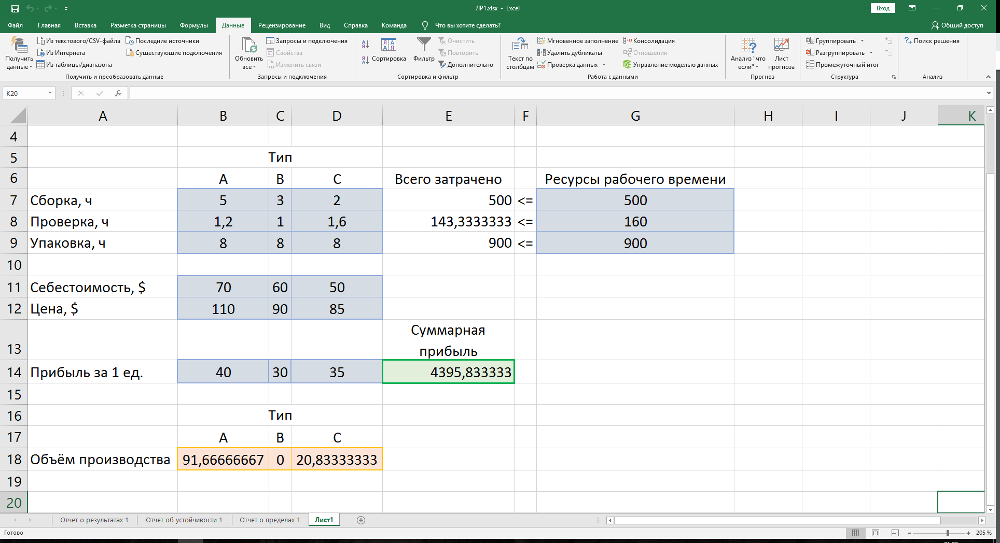 ЛР1.xlsx - Excel
Вход
Файл Главная Вставка Разметка страницы Формулы Данные Рецензирование Вид Справка Команда Что вы хотите сделать? Общий доступ
Получить данные
Из текстового/CSV-файла
Из Интернета
Из таблицы/диапазона
Последние источники
Существующие подключения
Получить и преобразовать данные
Обновить все
Запросы и подключения
Свойства
Изменить связи
Запросы и подключения
Сортировка
Фильтр
Очистить
Повторить
Дополнительно
Сортировка и фильтр
Текст по столбцам
Мгновенное заполнение
Удалить дубликаты
Проверка данных
Консолидация
Отношения
Управление моделью данных
Работа с данными
Анализ "что если"
Лист прогноза
Прогноз
Группировать
Разгруппировать
Промежуточный итог
Структура
Поиск решения
Анализ
K20 fx
A B C D E F G H I J K
4
5 Тип
6 A B C Всего затрачено Ресурсы рабочего времени
7 Сборка, ч 5 3 2 500 <= 500
8 Проверка, ч 1,2 1 1,6 143,3333333 <= 160
9 Упаковка, ч 8 8 8 900 <= 900
10
11 Себестоимость, $ 70 60 50
12 Цена, $ 110 90 85
13 Суммарная прибыль
14 Прибыль за 1 ед. 40 30 35 4395,833333
15
16 Тип
17 A B C
18 Объём производства 91,66666667 0 20,83333333
19
20
Отчет о результатах 1 Отчет об устойчивости 1 Отчет о пределах 1 Лист1
Готово 205 %